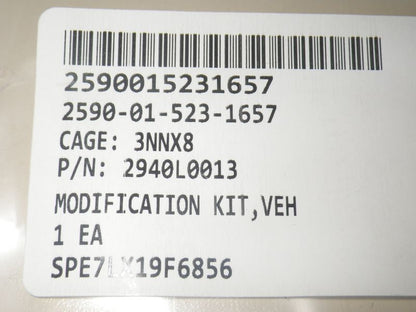 2590015231657
2590-01-523-1657
CAGE: 3NNX8
P/N: 2940L0013
MODIFICATION KIT,VEH
1 EA
SPE7LX19F6856